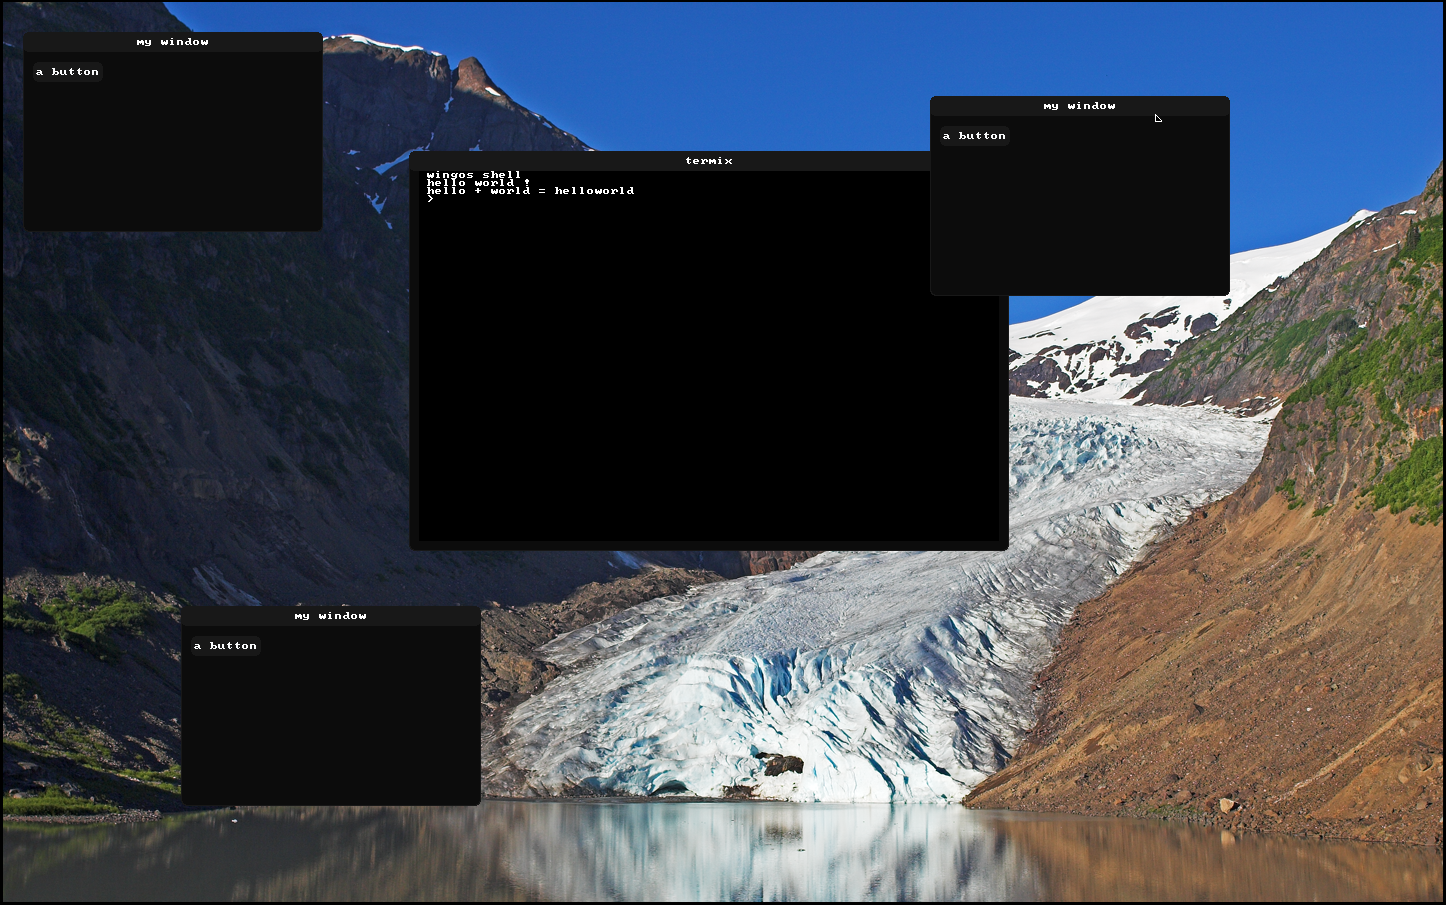 my window
a button
my window
a button
termix
wingos shell
hello world !
hello + world = helloworld
>
my window
a button